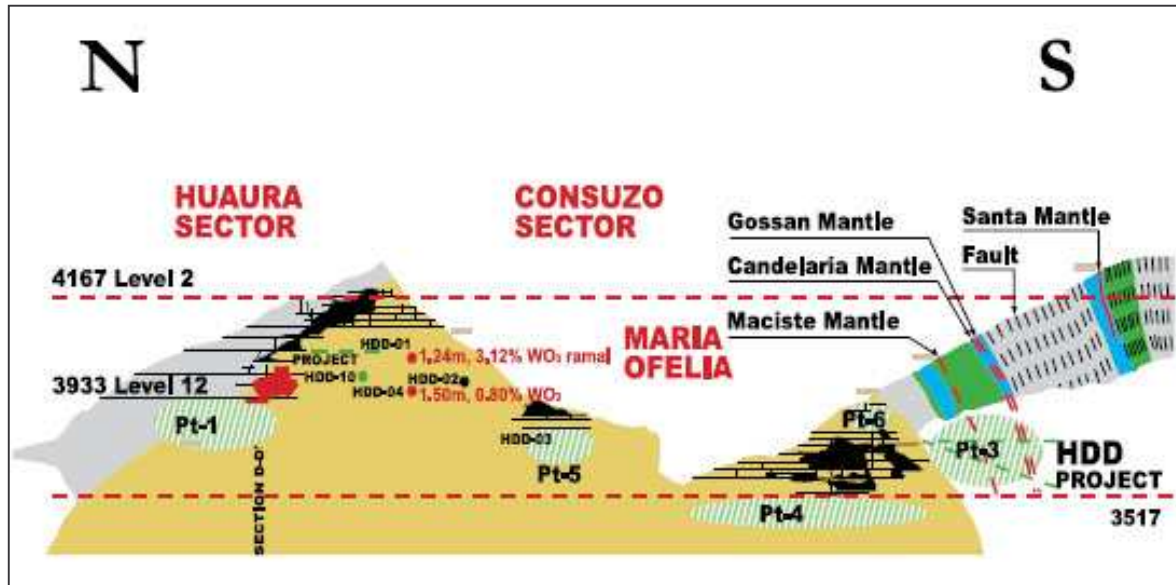 N
S
HUAURA
SECTOR
CONSUZO
SECTOR
Gossan Mantle
Santa Mantle
Candelaria Mantle
Fault
Maciste Mantle
4167 Level 2
MARIA
OFELIA
HDD-01
PROJECT
1.24m, 3.12% WO₃ ramal
3933 Level 12
HDD-10
HDD-02
HDD-04
1.50m, 0.80% WO₃
Pt-1
HDD-03
Pt-5
Pt-6
Pt-3
HDD
PROJECT
Pt-4
3517
SECTION D-D'